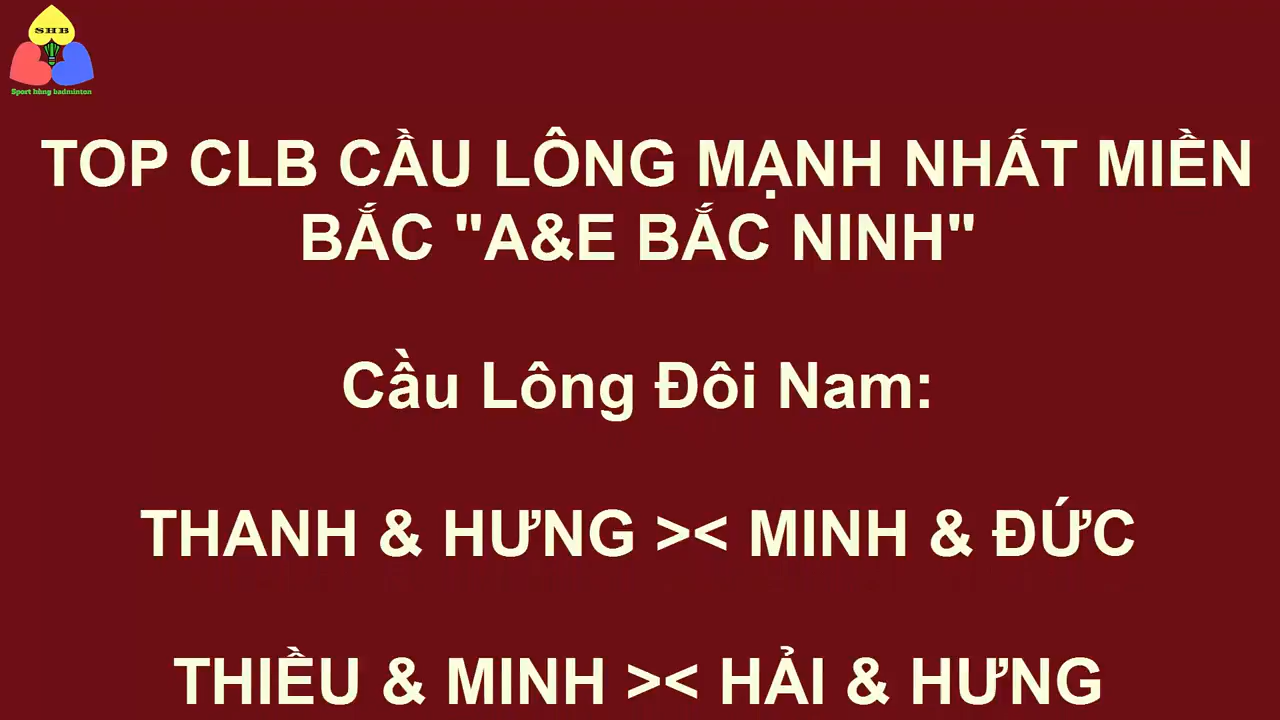 SHB
Sport hùng badminton
TOP CLB CẦU LÔNG MẠNH NHẤT MIỀN
BẮC "A&E BẮC NINH"
Cầu Lông Đôi Nam:
THANH & HƯNG >< MINH & ĐỨC
THIỀU & MINH >< HẢI & HƯNG